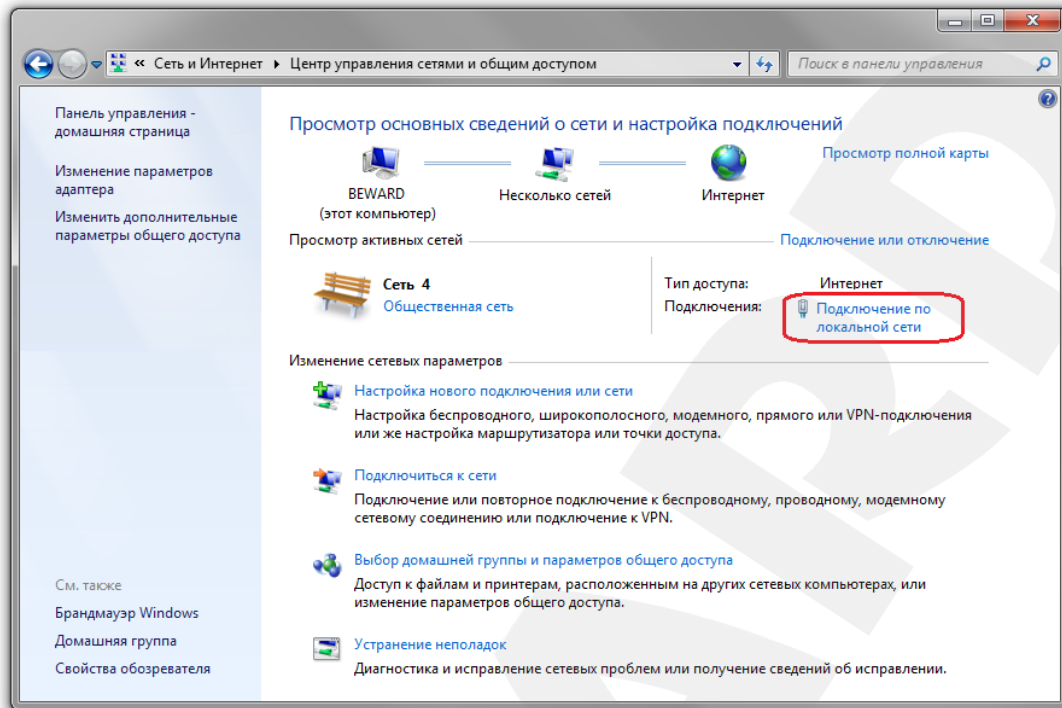 « Сеть и Интернет ▸ Центр управления сетями и общим доступом
Поиск в панели управления
Панель управления -
домашняя страница
Изменение параметров
адаптера
Изменить дополнительные
параметры общего доступа
См. также
Брандмауэр Windows
Домашняя группа
Свойства обозревателя
Просмотр основных сведений о сети и настройка подключений
Просмотр полной карты
BEWARD
(этот компьютер)
Несколько сетей
Интернет
Просмотр активных сетей
Подключение или отключение
Сеть 4
Общественная сеть
Тип доступа: Интернет
Подключения: Подключение по
локальной сети
Изменение сетевых параметров
Настройка нового подключения или сети
Настройка беспроводного, широкополосного, модемного, прямого или VPN-подключения
или же настройка маршрутизатора или точки доступа.
Подключиться к сети
Подключение или повторное подключение к беспроводному, проводному, модемному
сетевому соединению или подключение к VPN.
Выбор домашней группы и параметров общего доступа
Доступ к файлам и принтерам, расположенным на других сетевых компьютерах, или
изменение параметров общего доступа.
Устранение неполадок
Диагностика и исправление сетевых проблем или получение сведений об исправлении.